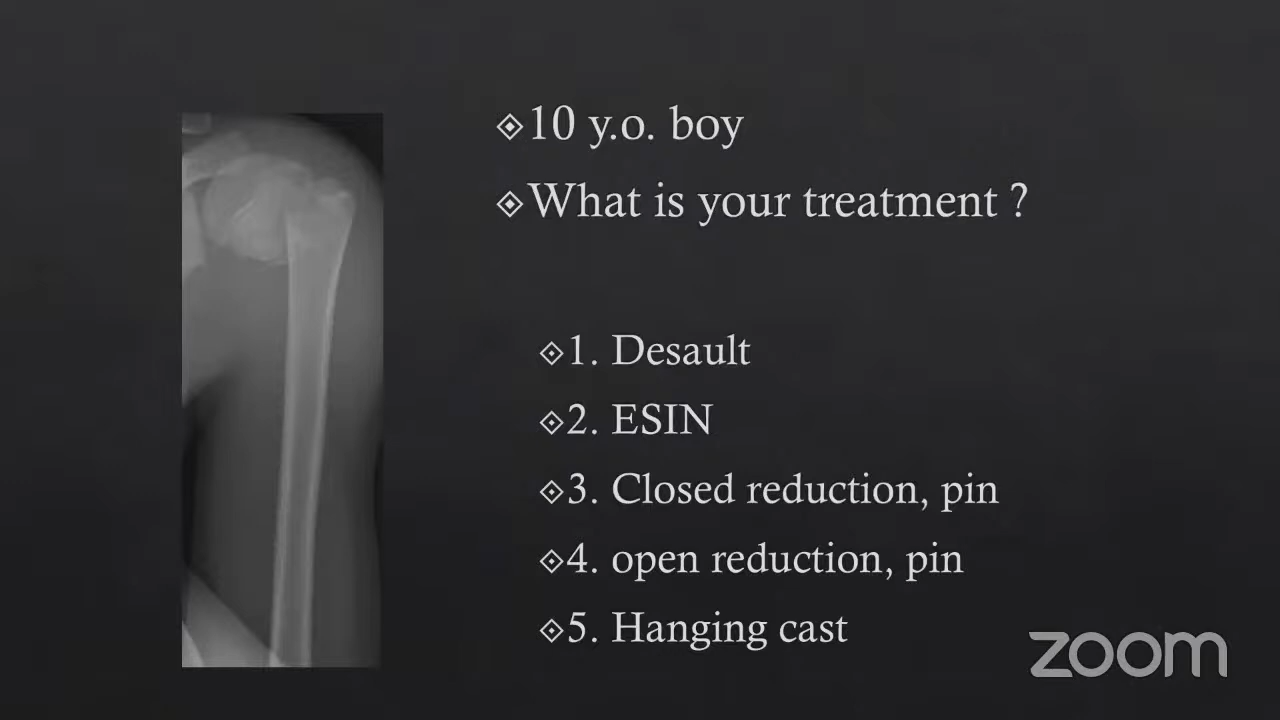 10 y.o. boy
What is your treatment ?
1. Desault
2. ESIN
3. Closed reduction, pin
4. open reduction, pin
5. Hanging cast
zoom